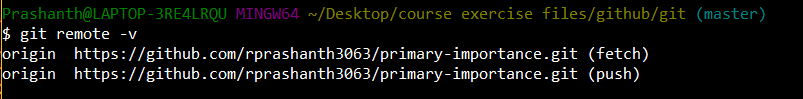 Prashanth@LAPTOP-3RE4LRQU MINGW64 ~/Desktop/course exercise files/github/git (master)
$ git remote -v
origin  https://github.com/rprashanth3063/primary-importance.git (fetch)
origin  https://github.com/rprashanth3063/primary-importance.git (push)